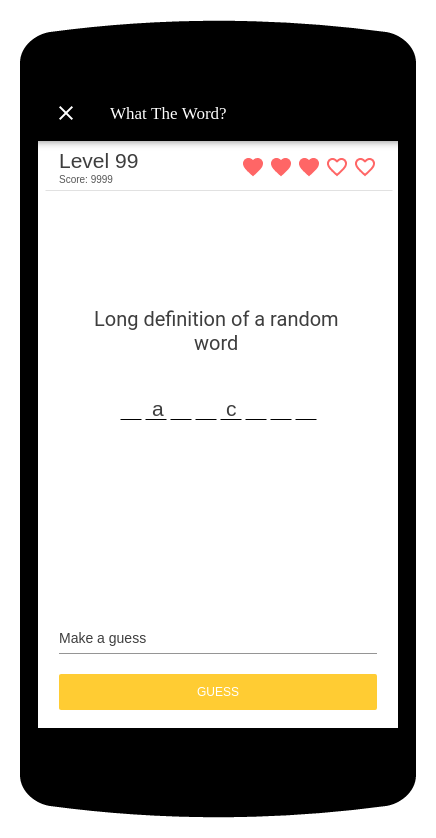 What The Word?
Level 99
Score: 9999
Long definition of a random
word
__ a __ __ c __ __ __
Make a guess
GUESS